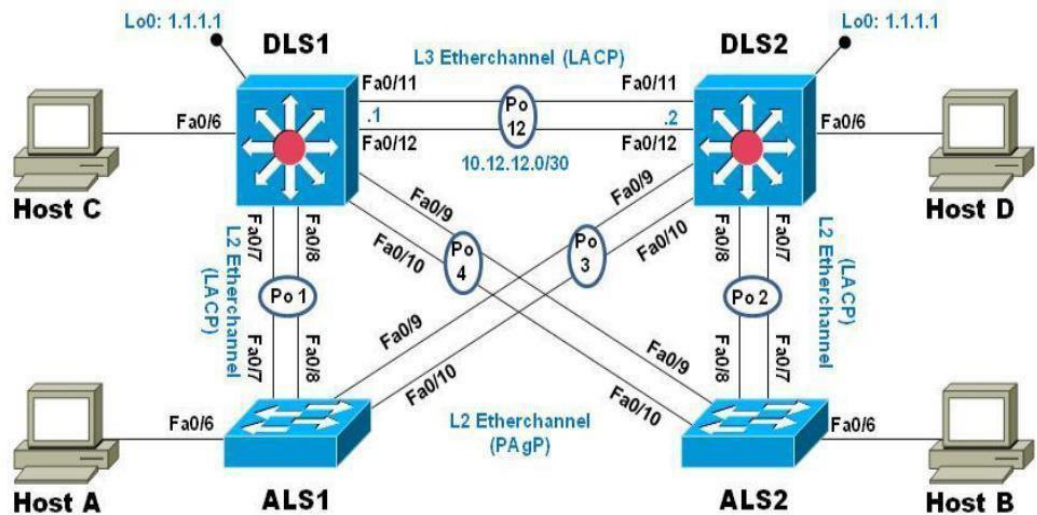 Lo0: 1.1.1.1
Lo0: 1.1.1.1
DLS1
DLS2
L3 Etherchannel (LACP)
Fa0/11
Fa0/11
Fa0/6
.1
Po
12
.2
Fa0/6
Fa0/12
Fa0/12
10.12.12.0/30
Host C
Host D
Fa0/9
Fa0/9
Fa0/7
Fa0/8
Fa0/10
Po
4
Po
3
Fa0/10
Fa0/8
Fa0/7
L2 Etherchannel
(LACP)
Po 1
Po 2
(LACP)
L2 Etherchannel
Fa0/7
Fa0/8
Fa0/9
Fa0/10
Fa0/9
Fa0/10
Fa0/8
Fa0/7
Fa0/6
L2 Etherchannel
(PAgP)
Fa0/6
Host A
ALS1
ALS2
Host B